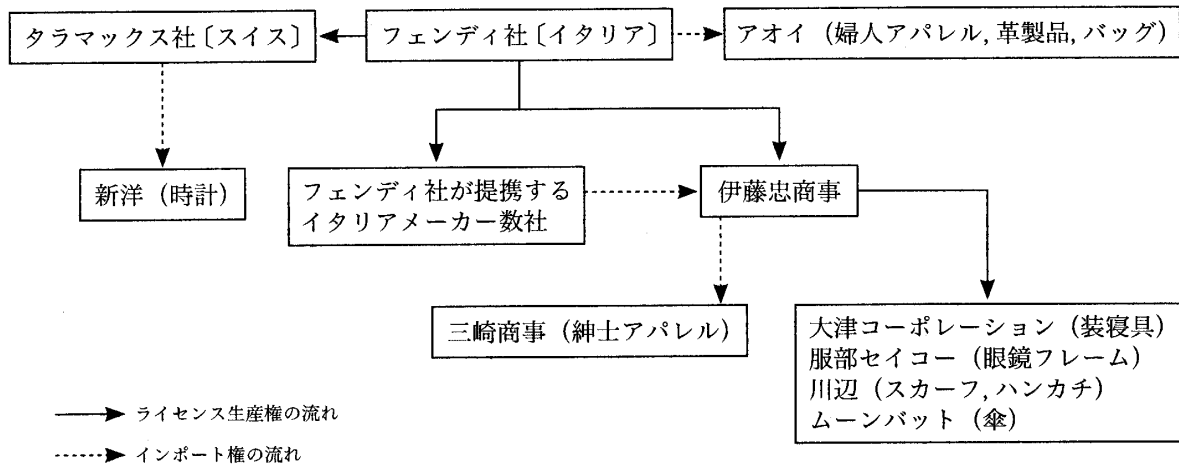 タラマックス社〔スイス〕
フェンディ社〔イタリア〕
アオイ（婦人アパレル, 革製品, バッグ）
新洋（時計）
フェンディ社が提携する
イタリアメーカー数社
伊藤忠商事
三崎商事（紳士アパレル）
大津コーポレーション（装寝具）
服部セイコー（眼鏡フレーム）
川辺（スカーフ, ハンカチ）
ムーンバット（傘）
ライセンス生産権の流れ
インポート権の流れ